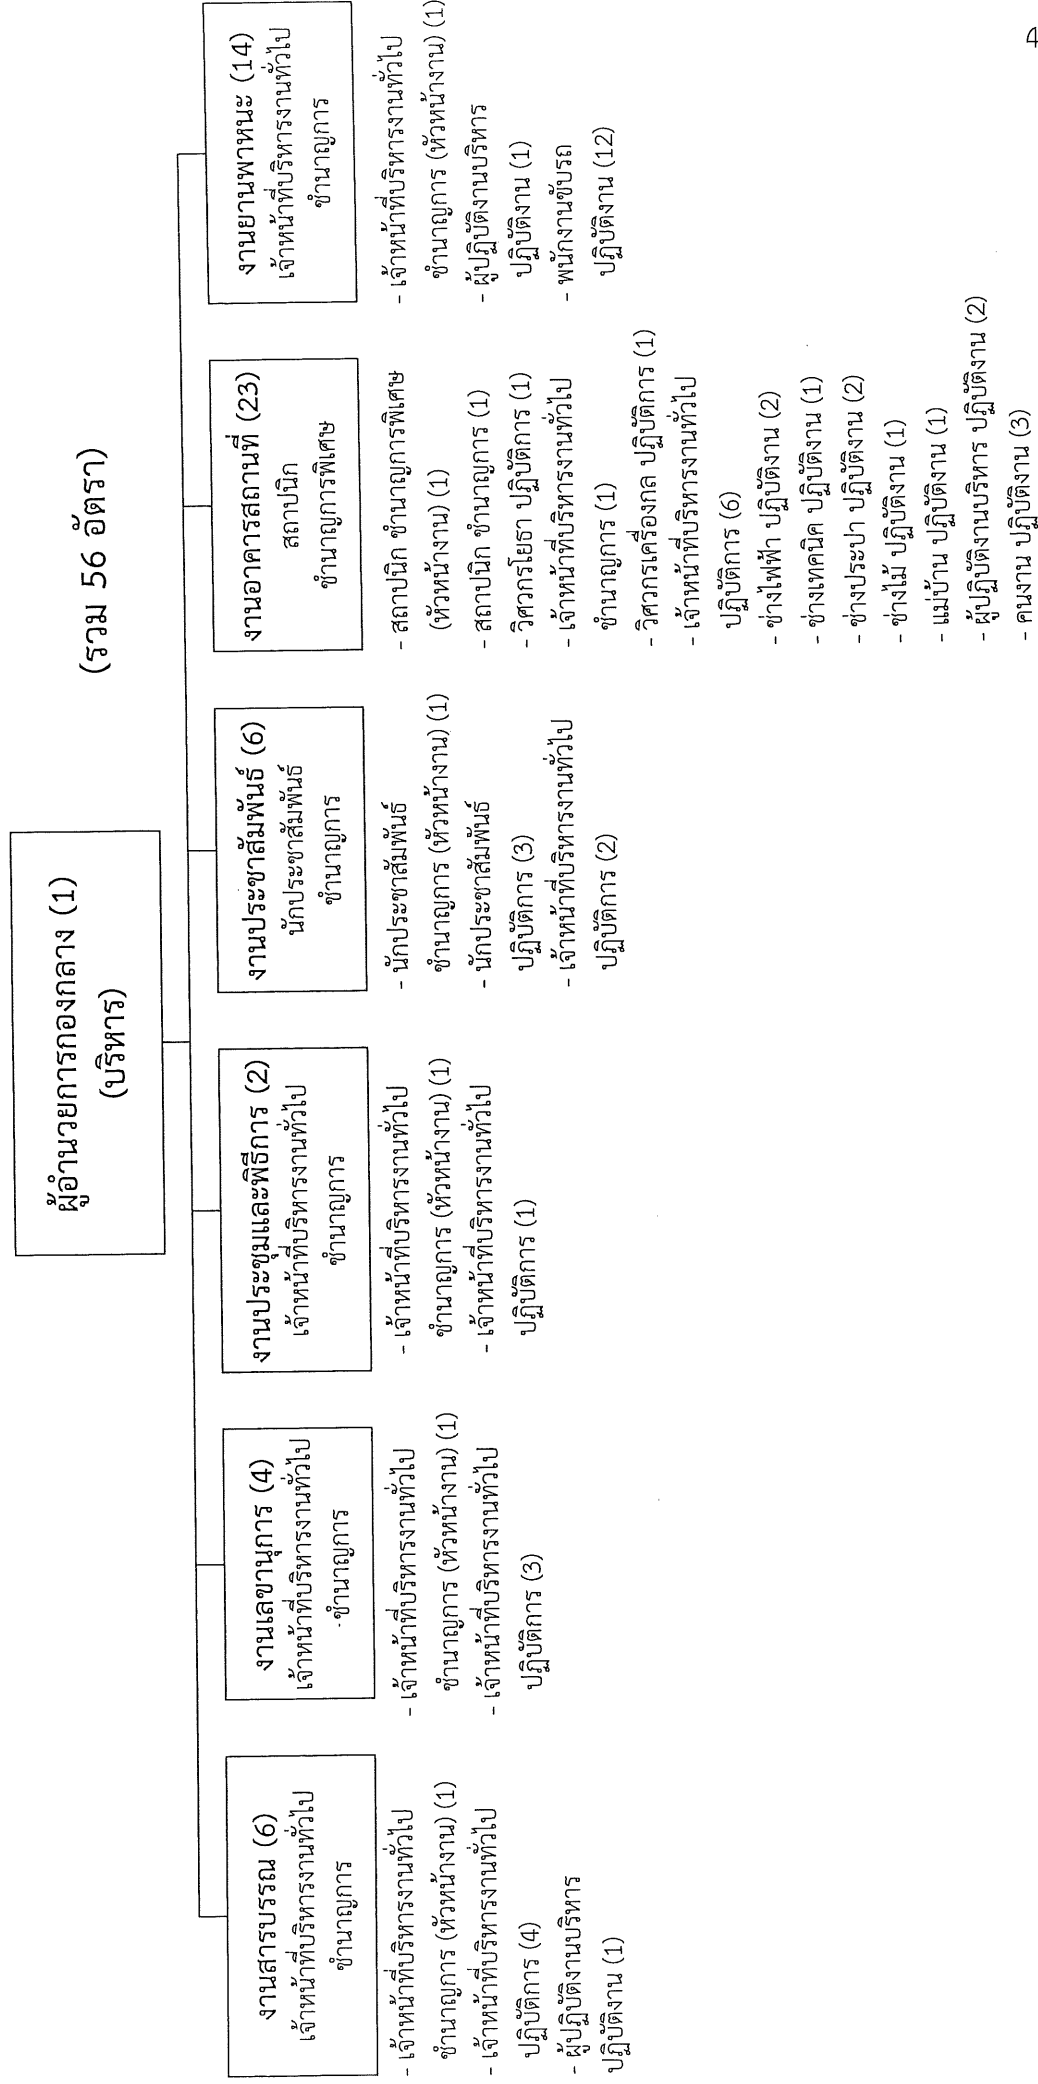 ผู้อำนวยการกองกลาง (1)
(บริหาร)
(รวม 56 อัตรา)
งานสารบรรณ (6)
เจ้าหน้าที่บริหารงานทั่วไป
ชำนาญการ
- เจ้าหน้าที่บริหารงานทั่วไป
ชำนาญการ (หัวหน้างาน) (1)
- เจ้าหน้าที่บริหารงานทั่วไป
ปฏิบัติการ (4)
- ผู้ปฏิบัติงานบริหาร
ปฏิบัติงาน (1)
งานเลขานุการ (4)
เจ้าหน้าที่บริหารงานทั่วไป
ชำนาญการ
- เจ้าหน้าที่บริหารงานทั่วไป
ชำนาญการ (หัวหน้างาน) (1)
- เจ้าหน้าที่บริหารงานทั่วไป
ปฏิบัติการ (3)
งานประชุมและพิธีการ (2)
เจ้าหน้าที่บริหารงานทั่วไป
ชำนาญการ
- เจ้าหน้าที่บริหารงานทั่วไป
ชำนาญการ (หัวหน้างาน) (1)
- เจ้าหน้าที่บริหารงานทั่วไป
ปฏิบัติการ (1)
งานประชาสัมพันธ์ (6)
นักประชาสัมพันธ์
ชำนาญการ
- นักประชาสัมพันธ์
ชำนาญการ (หัวหน้างาน) (1)
- นักประชาสัมพันธ์
ปฏิบัติการ (3)
- เจ้าหน้าที่บริหารงานทั่วไป
ปฏิบัติการ (2)
งานอาคารสถานที่ (23)
สถาปนิก
ชำนาญการพิเศษ
- สถาปนิก ชำนาญการพิเศษ
(หัวหน้างาน) (1)
- สถาปนิก ชำนาญการ (1)
- วิศวกรโยธา ปฏิบัติการ (1)
- เจ้าหน้าที่บริหารงานทั่วไป
ชำนาญการ (1)
- วิศวกรเครื่องกล ปฏิบัติการ (1)
- เจ้าหน้าที่บริหารงานทั่วไป
ปฏิบัติการ (6)
- ช่างไฟฟ้า ปฏิบัติงาน (2)
- ช่างเทคนิค ปฏิบัติงาน (1)
- ช่างประปา ปฏิบัติงาน (2)
- ช่างไม้ ปฏิบัติงาน (1)
- แม่บ้าน ปฏิบัติงาน (1)
- ผู้ปฏิบัติงานบริหาร ปฏิบัติงาน (2)
- คนงาน ปฏิบัติงาน (3)
งานยานพาหนะ (14)
เจ้าหน้าที่บริหารงานทั่วไป
ชำนาญการ
- เจ้าหน้าที่บริหารงานทั่วไป
ชำนาญการ (หัวหน้างาน) (1)
- ผู้ปฏิบัติงานบริหาร
ปฏิบัติงาน (1)
- พนักงานขับรถ
ปฏิบัติงาน (12)
4